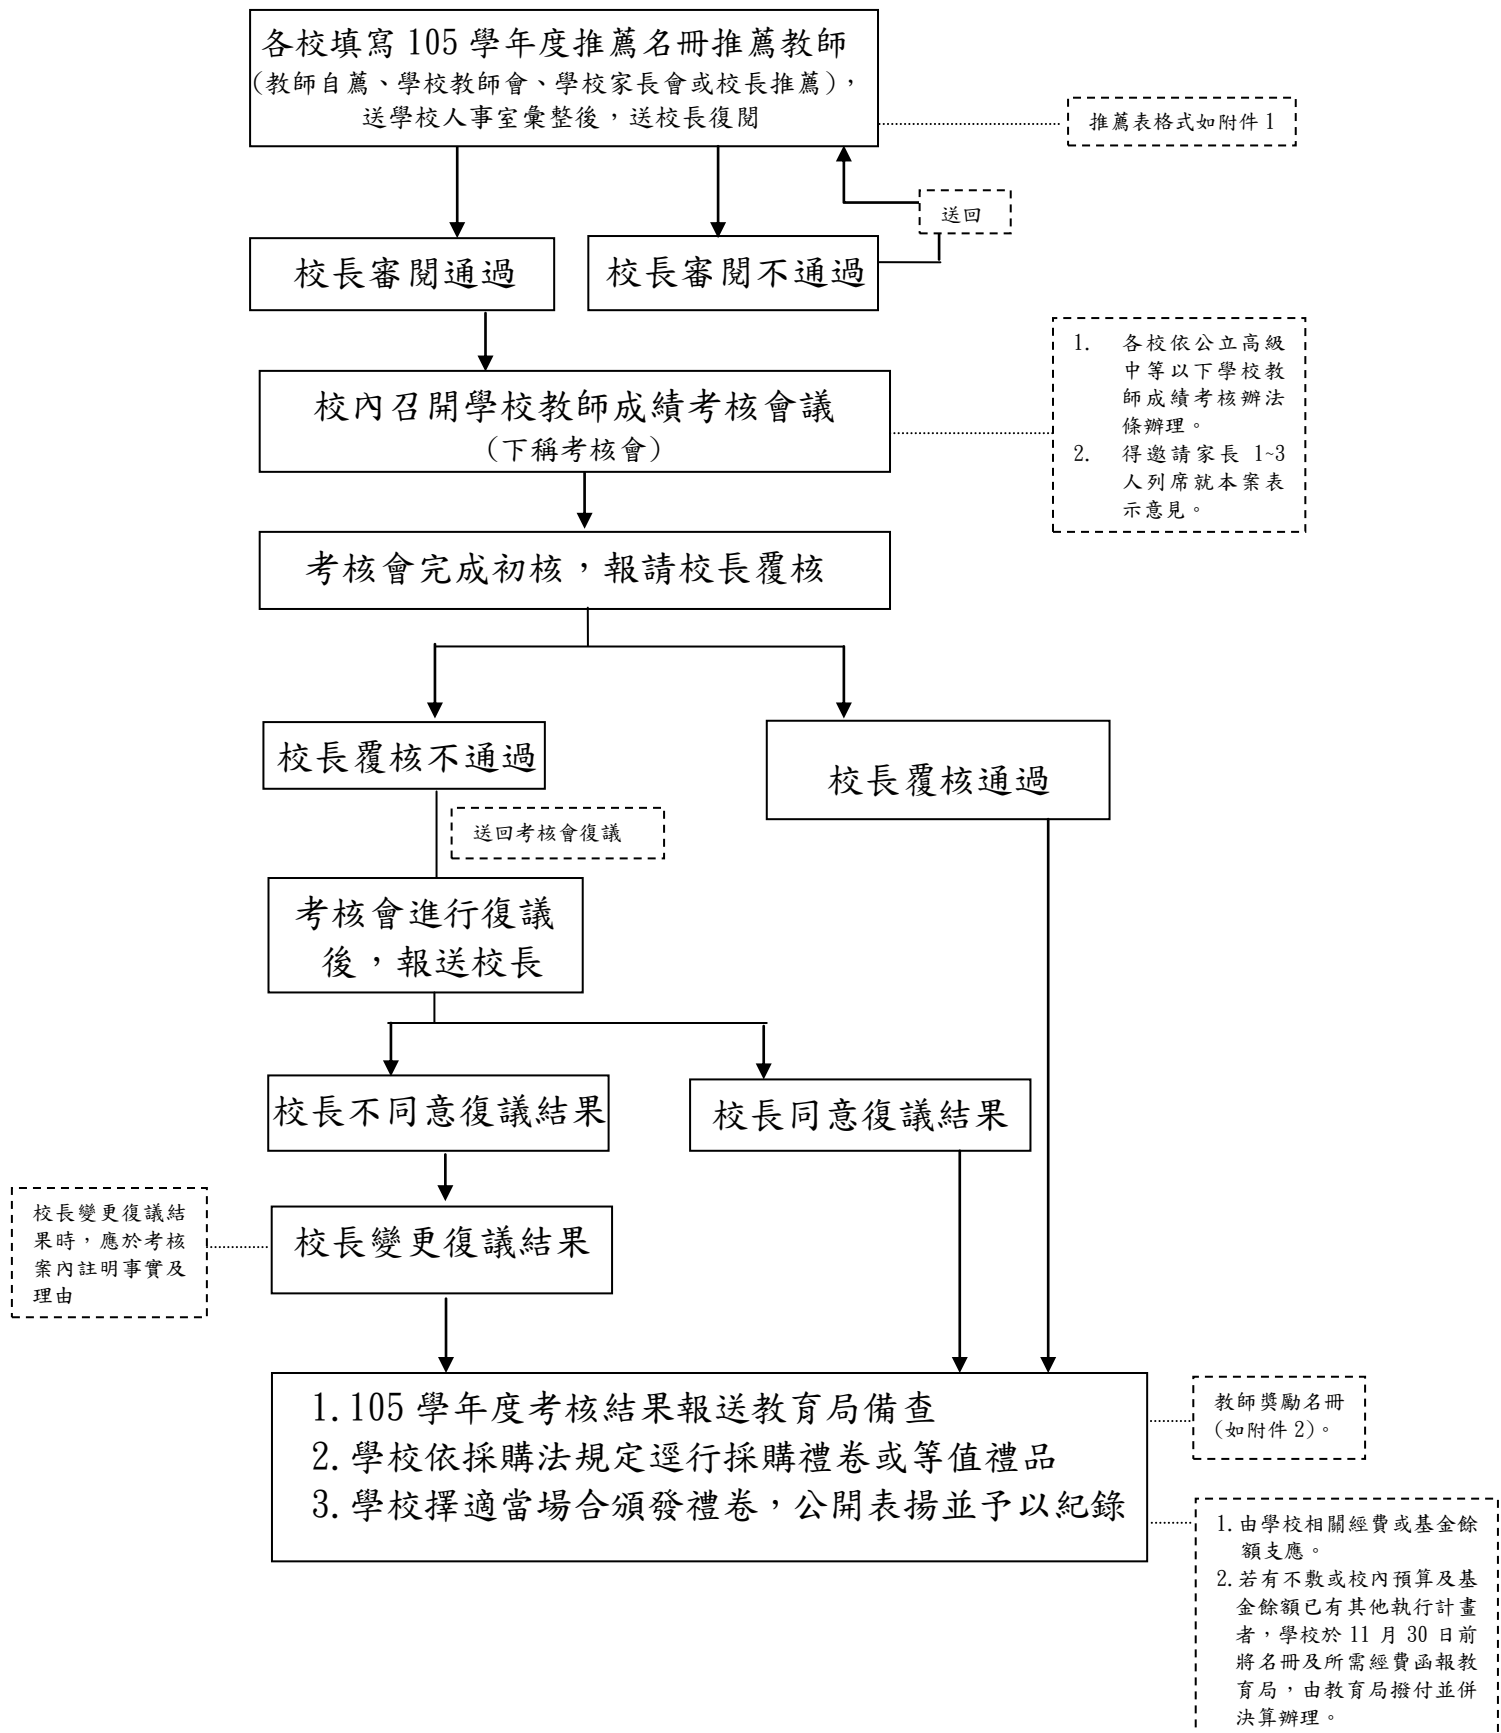 各校填寫 105 學年度推薦名冊推薦教師
(教師自薦、學校教師會、學校家長會或校長推薦)，
送學校人事室彙整後，送校長復閱
推薦表格式如附件 1
送回
校長審閱通過
校長審閱不通過
1. 各校依公立高級
中等以下學校教
師成績考核辦法
條辦理。
2. 得邀請家長 1~3
人列席就本案表
示意見。
校內召開學校教師成績考核會議
(下稱考核會)
考核會完成初核，報請校長覆核
校長覆核不通過
校長覆核通過
送回考核會復議
考核會進行復議
後，報送校長
校長不同意復議結果
校長同意復議結果
校長變更復議結
果時，應於考核
案內註明事實及
理由
校長變更復議結果
1.105 學年度考核結果報送教育局備查
2.學校依採購法規定逕行採購禮卷或等值禮品
3.學校擇適當場合頒發禮卷，公開表揚並予以紀錄
教師獎勵名冊
(如附件 2)。
1.由學校相關經費或基金餘
額支應。
2.若有不敷或校內預算及基
金餘額已有其他執行計畫
者，學校於 11 月 30 日前
將名冊及所需經費函報教
育局，由教育局撥付並併
決算辦理。